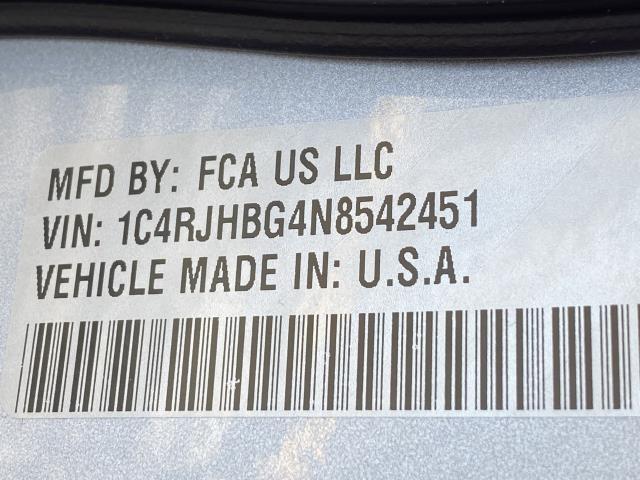 MFD BY: FCA US LLC
VIN: 1C4RJHBG4N8542451
VEHICLE MADE IN: U.S.A.